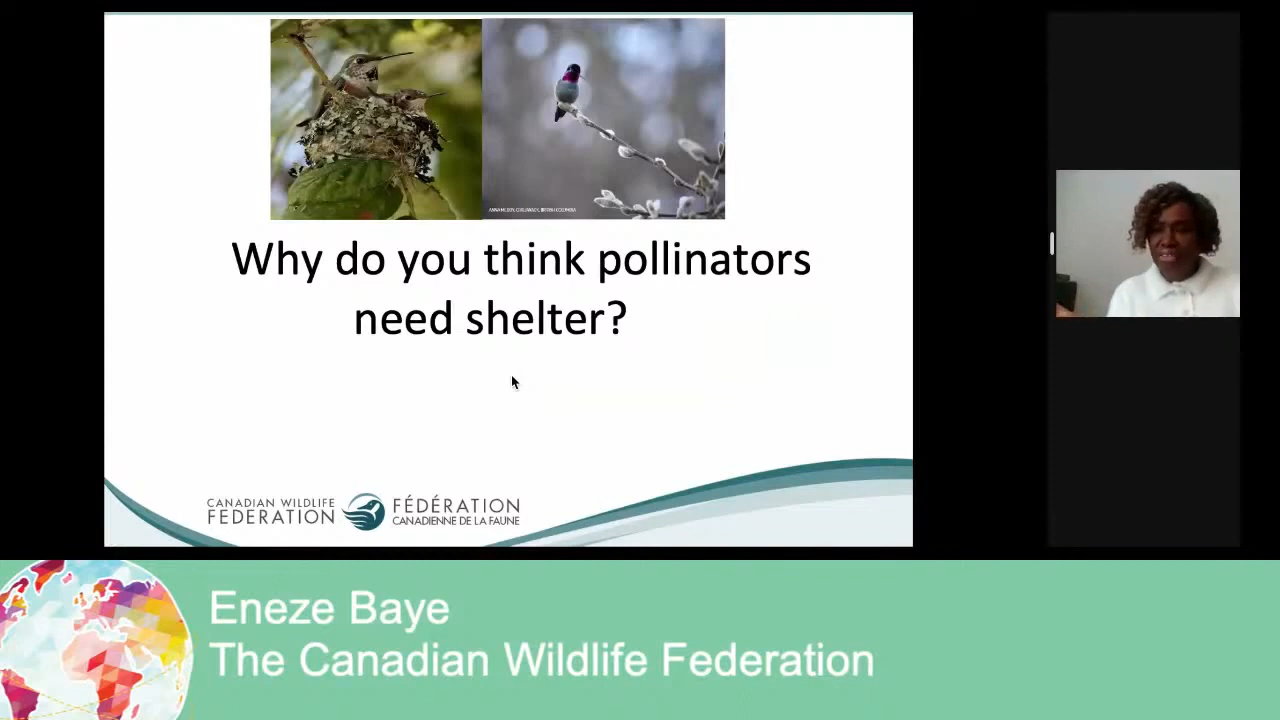 Why do you think pollinators
need shelter?
CANADIAN WILDLIFE
FEDERATION
FÉDÉRATION
CANADIENNE DE LA FAUNE
Eneze Baye
The Canadian Wildlife Federation